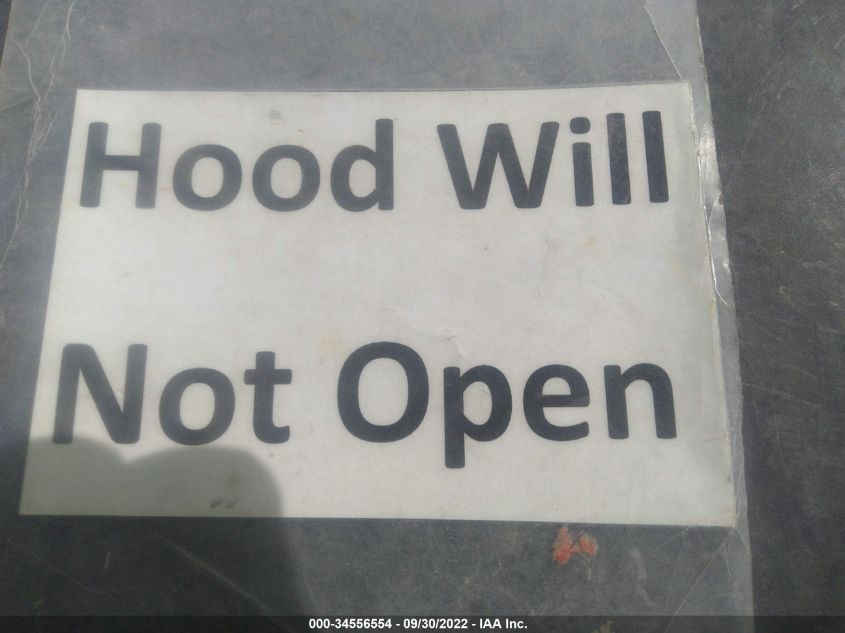 Hood Will
Not Open
000-34556554 - 09/30/2022 - IAA Inc.